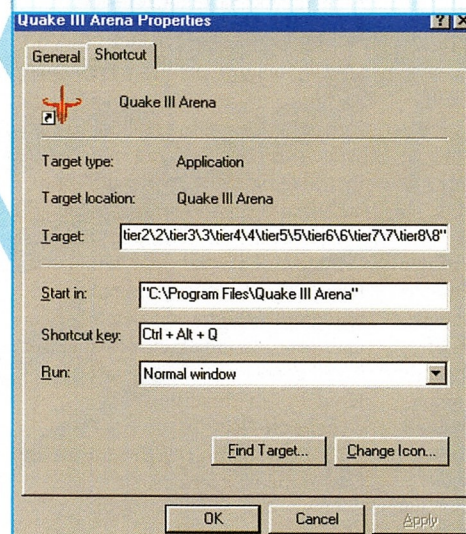 Quake III Arena Properties
General Shortcut
Quake III Arena
Target type: Application
Target location: Quake III Arena
Target: tier2\2\tier3\3\tier4\4\tier5\5\tier6\6\tier7\7\tier8\8"
Start in: "C:\Program Files\Quake III Arena"
Shortcut key: Ctrl + Alt + Q
Run: Normal window
Find Target... Change Icon...
OK Cancel Apply